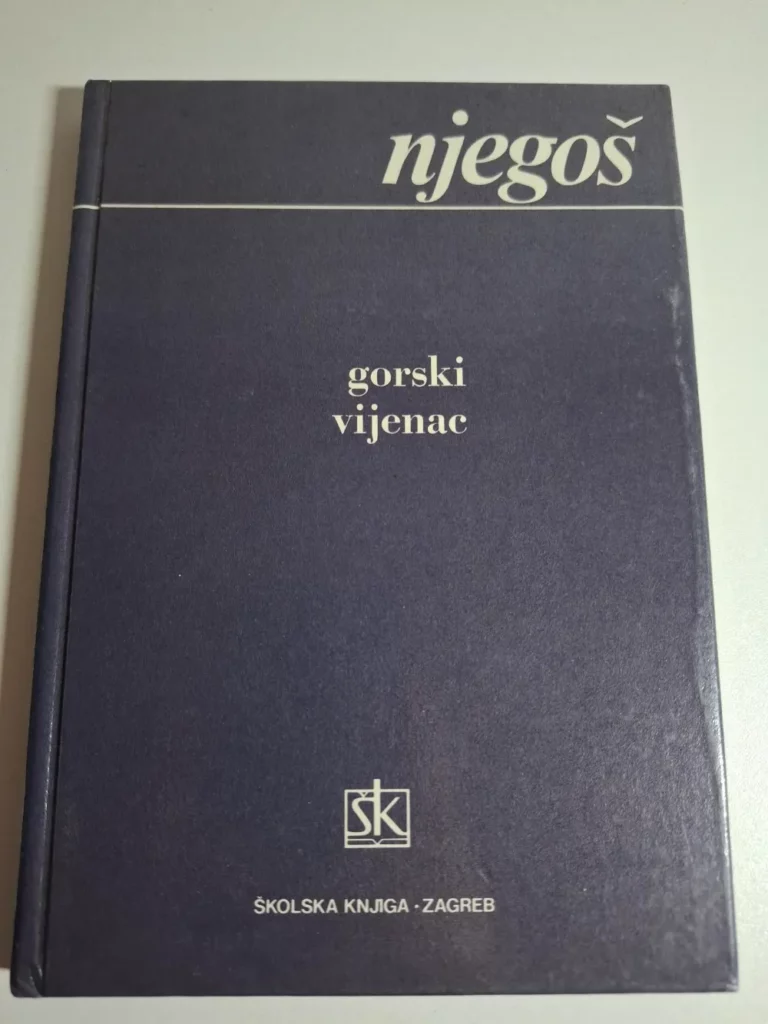 njegoš
gorski
vijenac
ŠK
ŠKOLSKA KNJIGA · ZAGREB